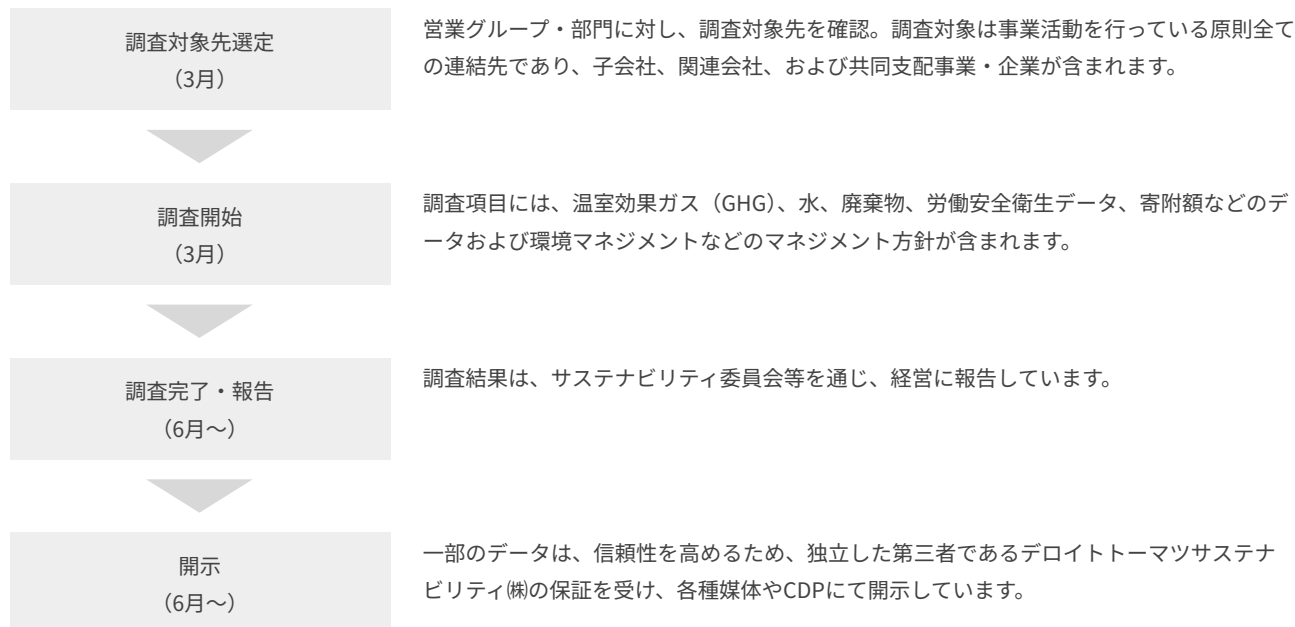 調査対象先選定
（3月）
営業グループ・部門に対し、調査対象先を確認。調査対象は事業活動を行っている原則全て
の連結先であり、子会社、関連会社、および共同支配事業・企業が含まれます。
調査開始
（3月）
調査項目には、温室効果ガス（GHG）、水、廃棄物、労働安全衛生データ、寄附額などのデ
ータおよび環境マネジメントなどのマネジメント方針が含まれます。
調査完了・報告
（6月～）
調査結果は、サステナビリティ委員会等を通じ、経営に報告しています。
開示
（6月～）
一部のデータは、信頼性を高めるため、独立した第三者であるデロイトトーマツサステナ
ビリティ㈱の保証を受け、各種媒体やCDPにて開示しています。